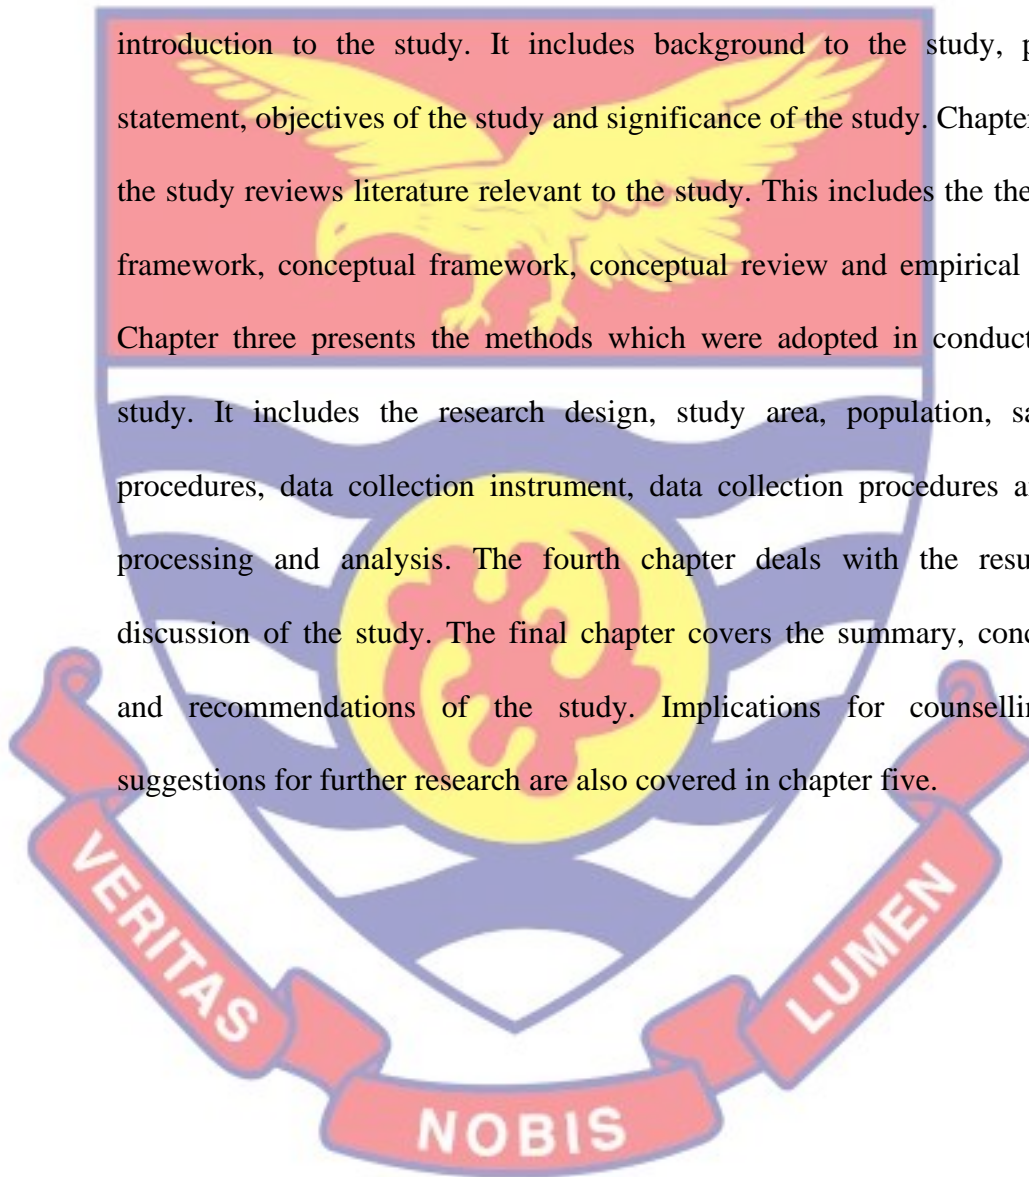 introduction to the study. It includes background to the study, p
statement, objectives of the study and significance of the study. Chapter
the study reviews literature relevant to the study. This includes the the
framework, conceptual framework, conceptual review and empirical
Chapter three presents the methods which were adopted in conduct
study. It includes the research design, study area, population, sa
procedures, data collection instrument, data collection procedures a
processing and analysis. The fourth chapter deals with the resu
discussion of the study. The final chapter covers the summary, conc
and recommendations of the study. Implications for counsellin
suggestions for further research are also covered in chapter five.
VERITAS
NOBIS
LUMEN